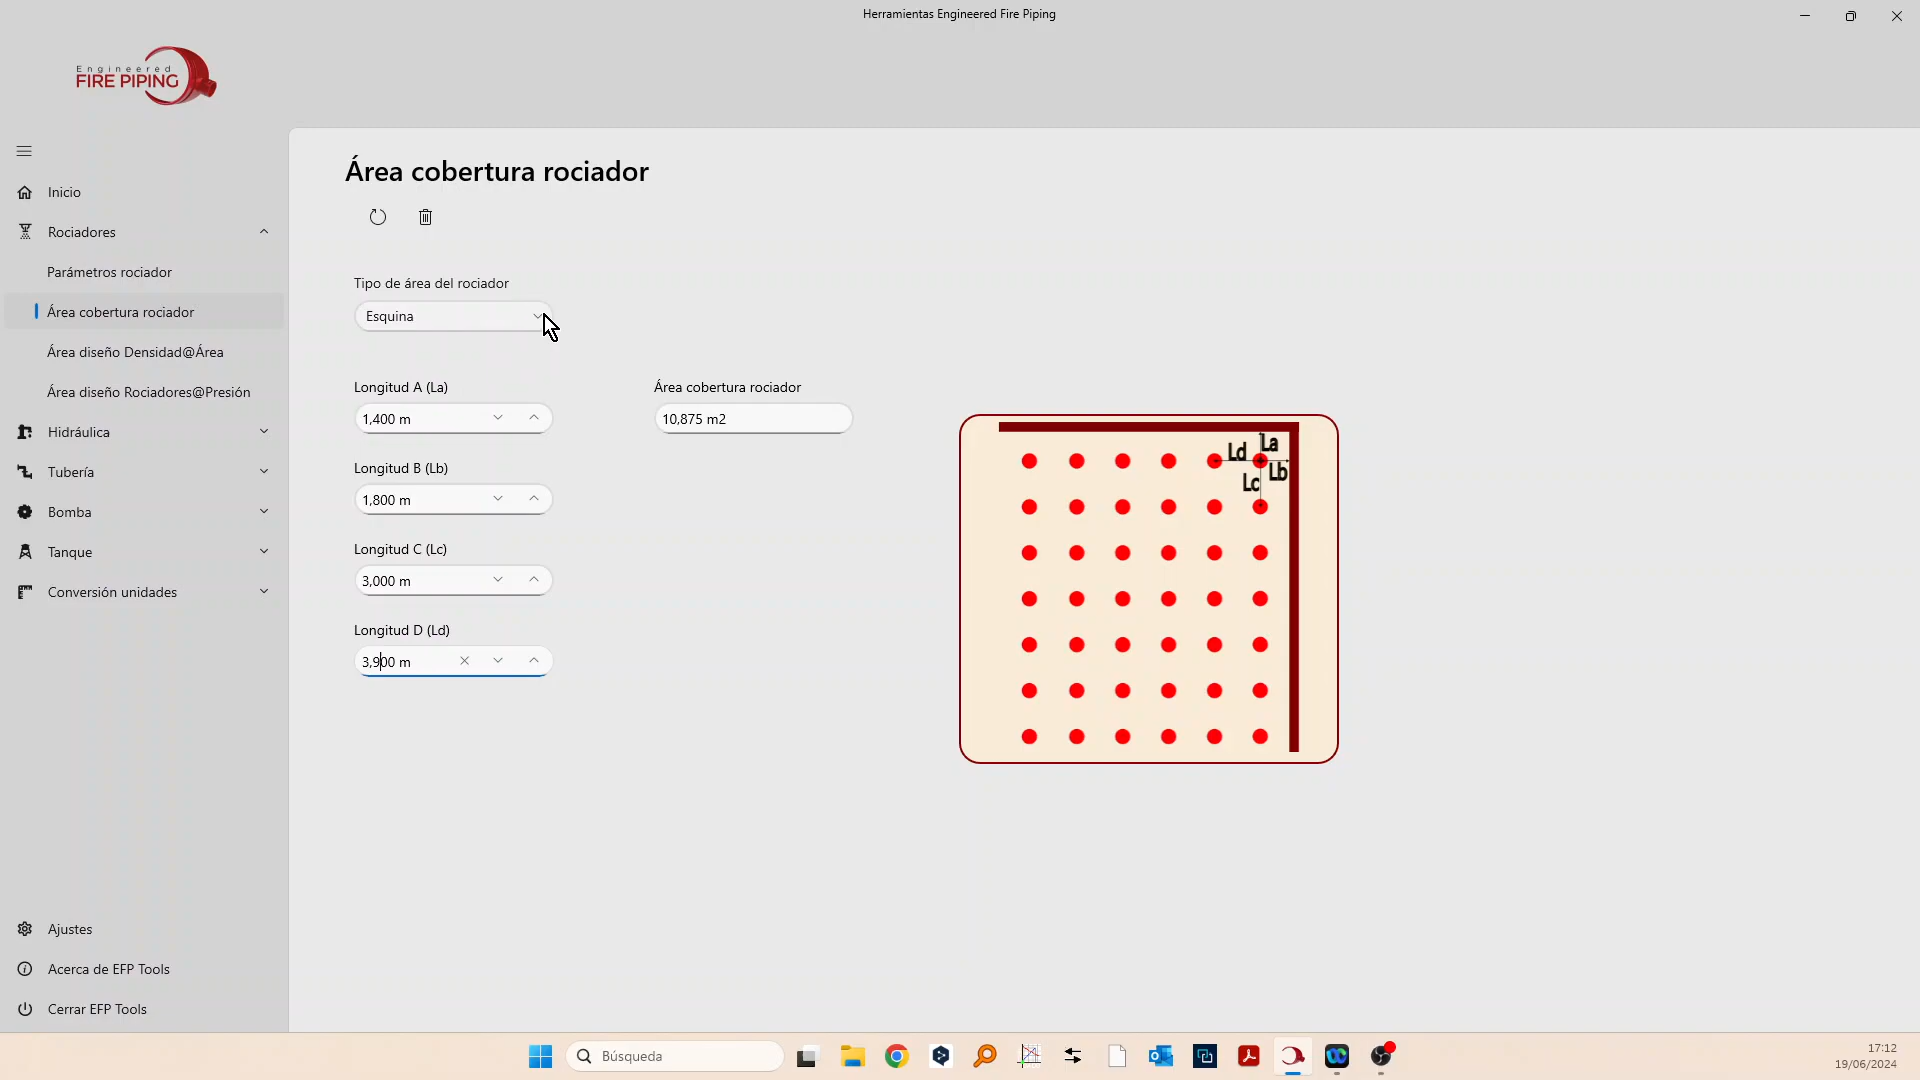 Herramientas Engineered Fire Piping
Engineered
FIRE PIPING
Inicio
Rociadores
Parámetros rociador
Área cobertura rociador
Área diseño Densidad@Área
Área diseño Rociadores@Presión
Hidráulica
Tubería
Bomba
Tanque
Conversión unidades
Ajustes
Acerca de EFP Tools
Cerrar EFP Tools
Área cobertura rociador
Tipo de área del rociador
Esquina
Longitud A (La)
1,400 m
Longitud B (Lb)
1,800 m
Longitud C (Lc)
3,000 m
Longitud D (Ld)
3,900 m
Área cobertura rociador
10,875 m2
La
Ld
Lb
Lc
Búsqueda
17:12
19/06/2024